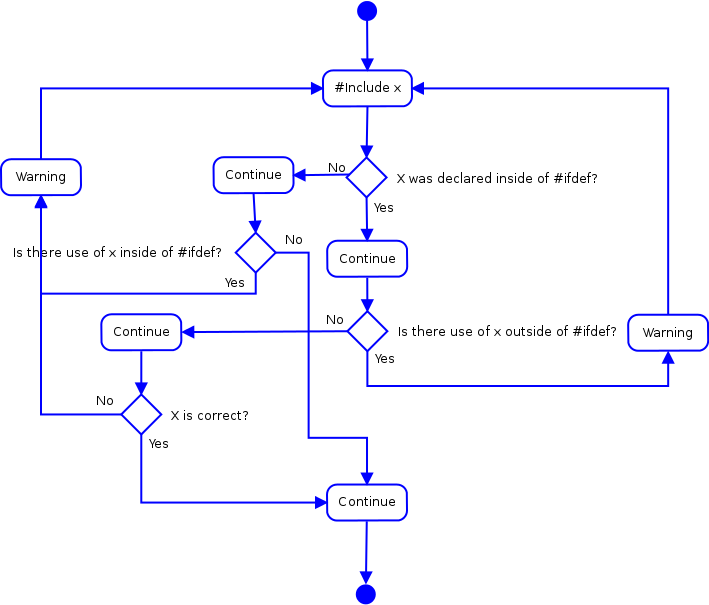 #Include x
No
X was declared inside of #ifdef?
Continue
Warning
Yes
No
Is there use of x inside of #ifdef?
Continue
Yes
No
Continue
Is there use of x outside of #ifdef?
Warning
Yes
No
X is correct?
Yes
Continue